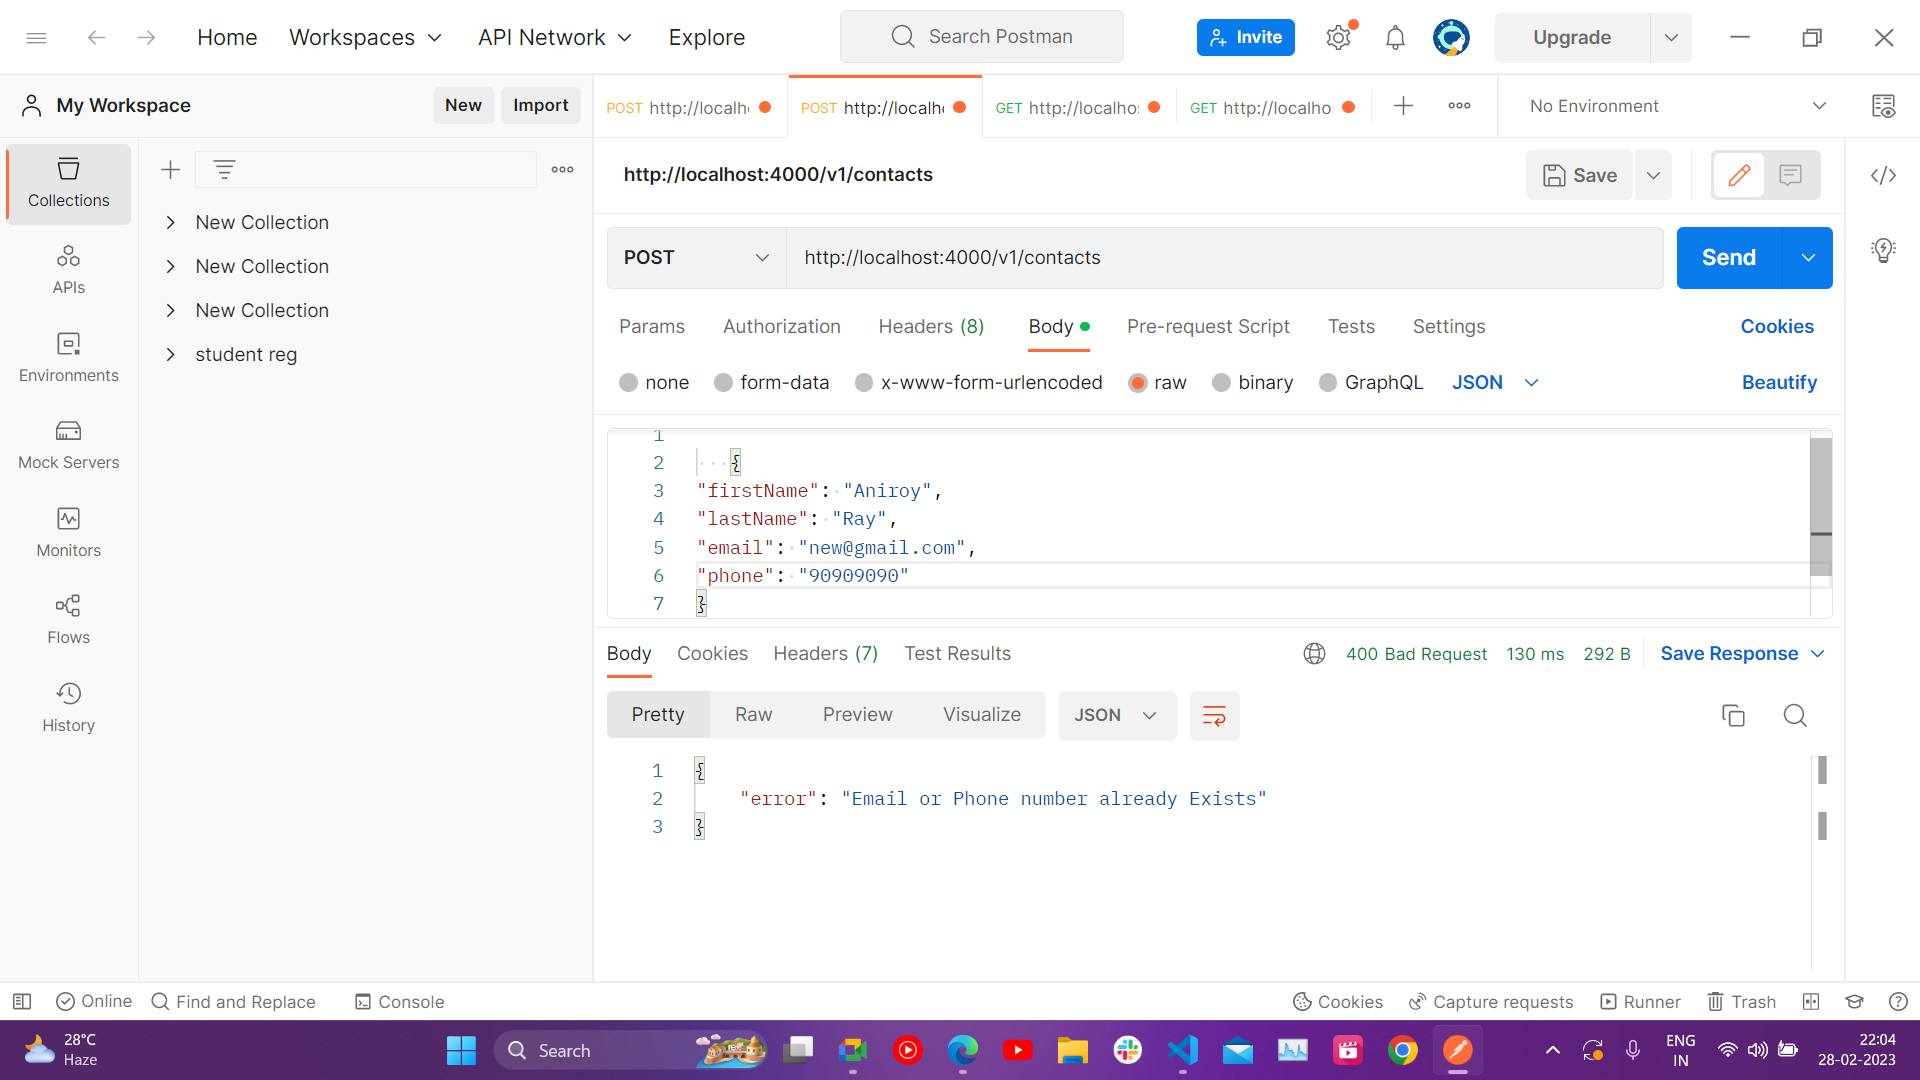 Home
Workspaces
API Network
Explore
Search Postman
Invite
Upgrade
My Workspace
New
Import
POST http://localh
POST http://localh
GET http://localho
GET http://localho
No Environment
Collections
APIs
Environments
Mock Servers
Monitors
Flows
History
New Collection
New Collection
New Collection
student reg
http://localhost:4000/v1/contacts
Save
POST
http://localhost:4000/v1/contacts
Send
Params
Authorization
Headers (8)
Body
Pre-request Script
Tests
Settings
Cookies
none
form-data
x-www-form-urlencoded
raw
binary
GraphQL
JSON
Beautify
1
2 {
3 "firstName": "Aniroy",
4 "lastName": "Ray",
5 "email": "new@gmail.com",
6 "phone": "90909090"
7 }
Body
Cookies
Headers (7)
Test Results
400 Bad Request
130 ms
292 B
Save Response
Pretty
Raw
Preview
Visualize
JSON
1 {
2 "error": "Email or Phone number already Exists"
3 }
Online
Find and Replace
Console
Cookies
Capture requests
Runner
Trash
28°C
Haze
Search
ENG
IN
22:04
28-02-2023